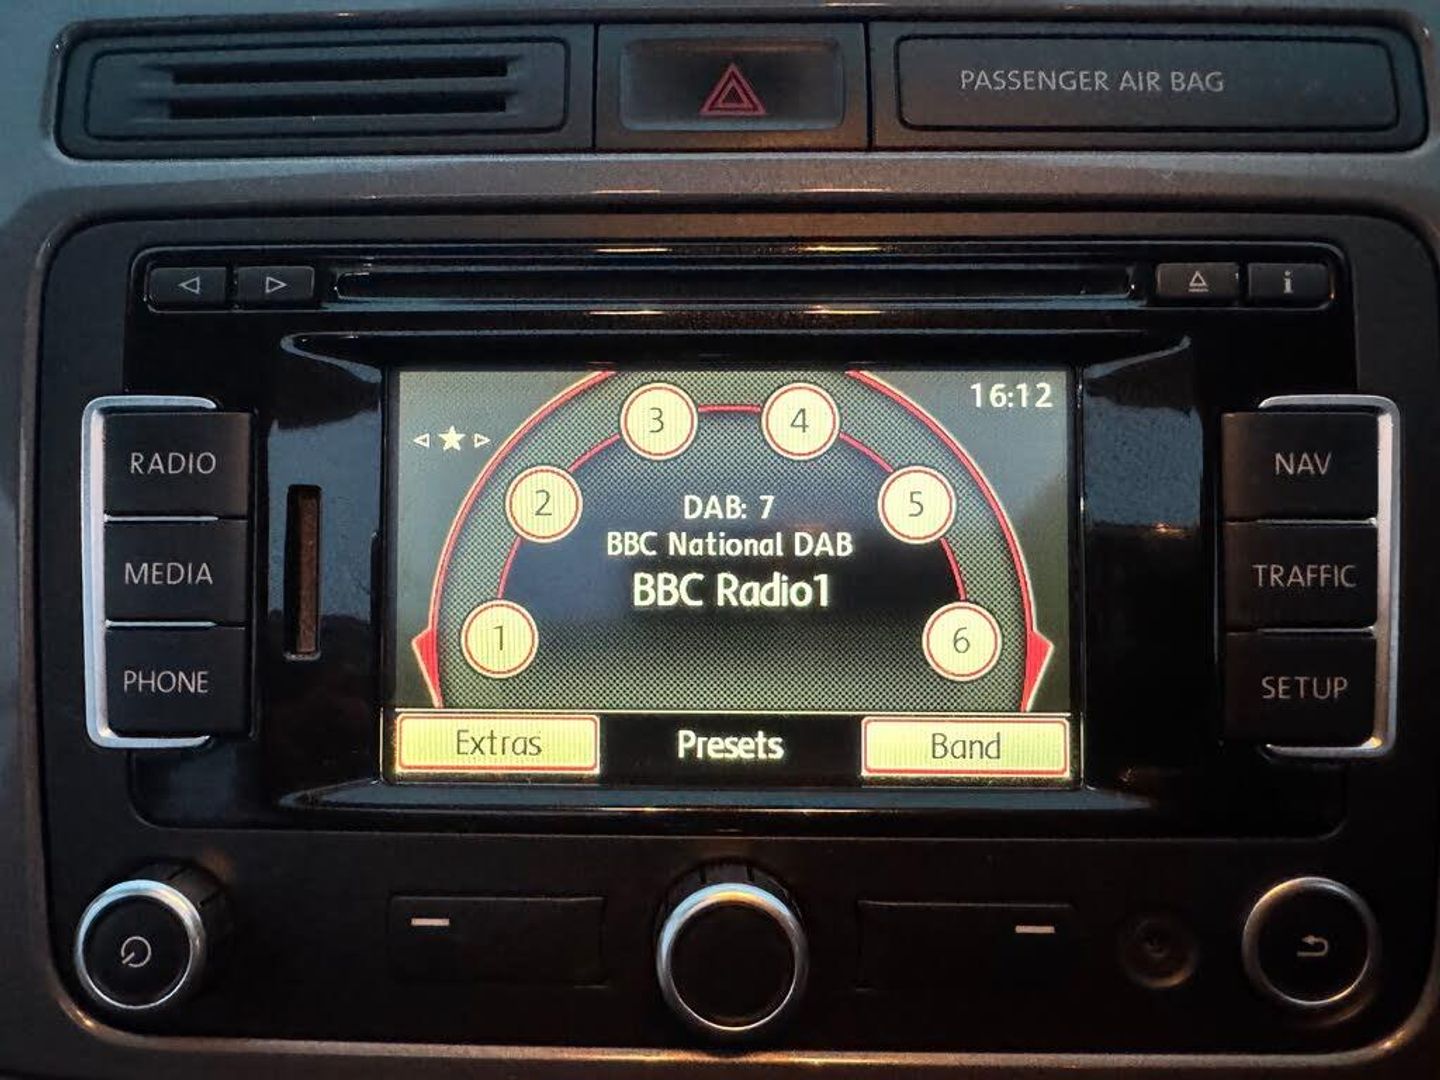 PASSENGER AIR BAG
i
16:12
3
4
RADIO
NAV
2
DAB: 7
5
BBC National DAB
MEDIA
BBC Radio1
TRAFFIC
1
6
PHONE
SETUP
Extras
Presets
Band